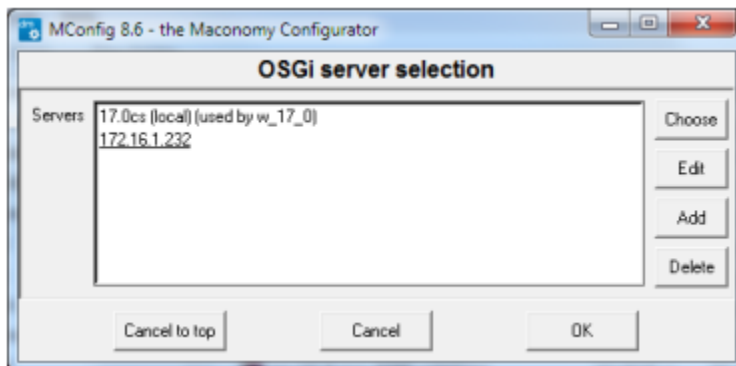 MConfig 8.6 - the Maconomy Configurator
OSGi server selection
Servers
17.0cs (local) (used by w_17_0)
172.16.1.232
Choose
Edit
Add
Delete
Cancel to top
Cancel
OK